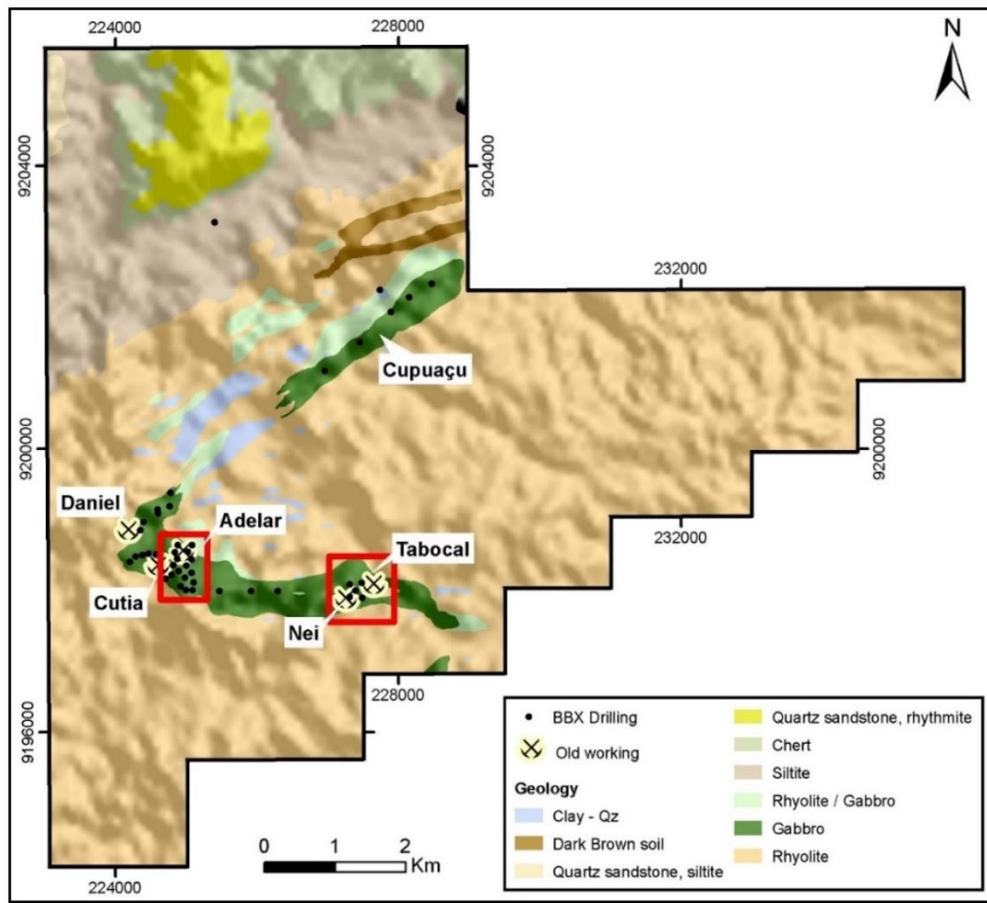 224000
228000
N
9204000
9204000
232000
Cupuaçu
9200000
9200000
Daniel
Adelar
Tabocal
232000
Cutia
Nei
228000
9196000
BBX Drilling
Old working
Geology
Clay - Qz
Dark Brown soil
Quartz sandstone, siltite
Quartz sandstone, rhythmite
Chert
Siltite
Rhyolite / Gabbro
Gabbro
Rhyolite
0 1 2
Km
224000